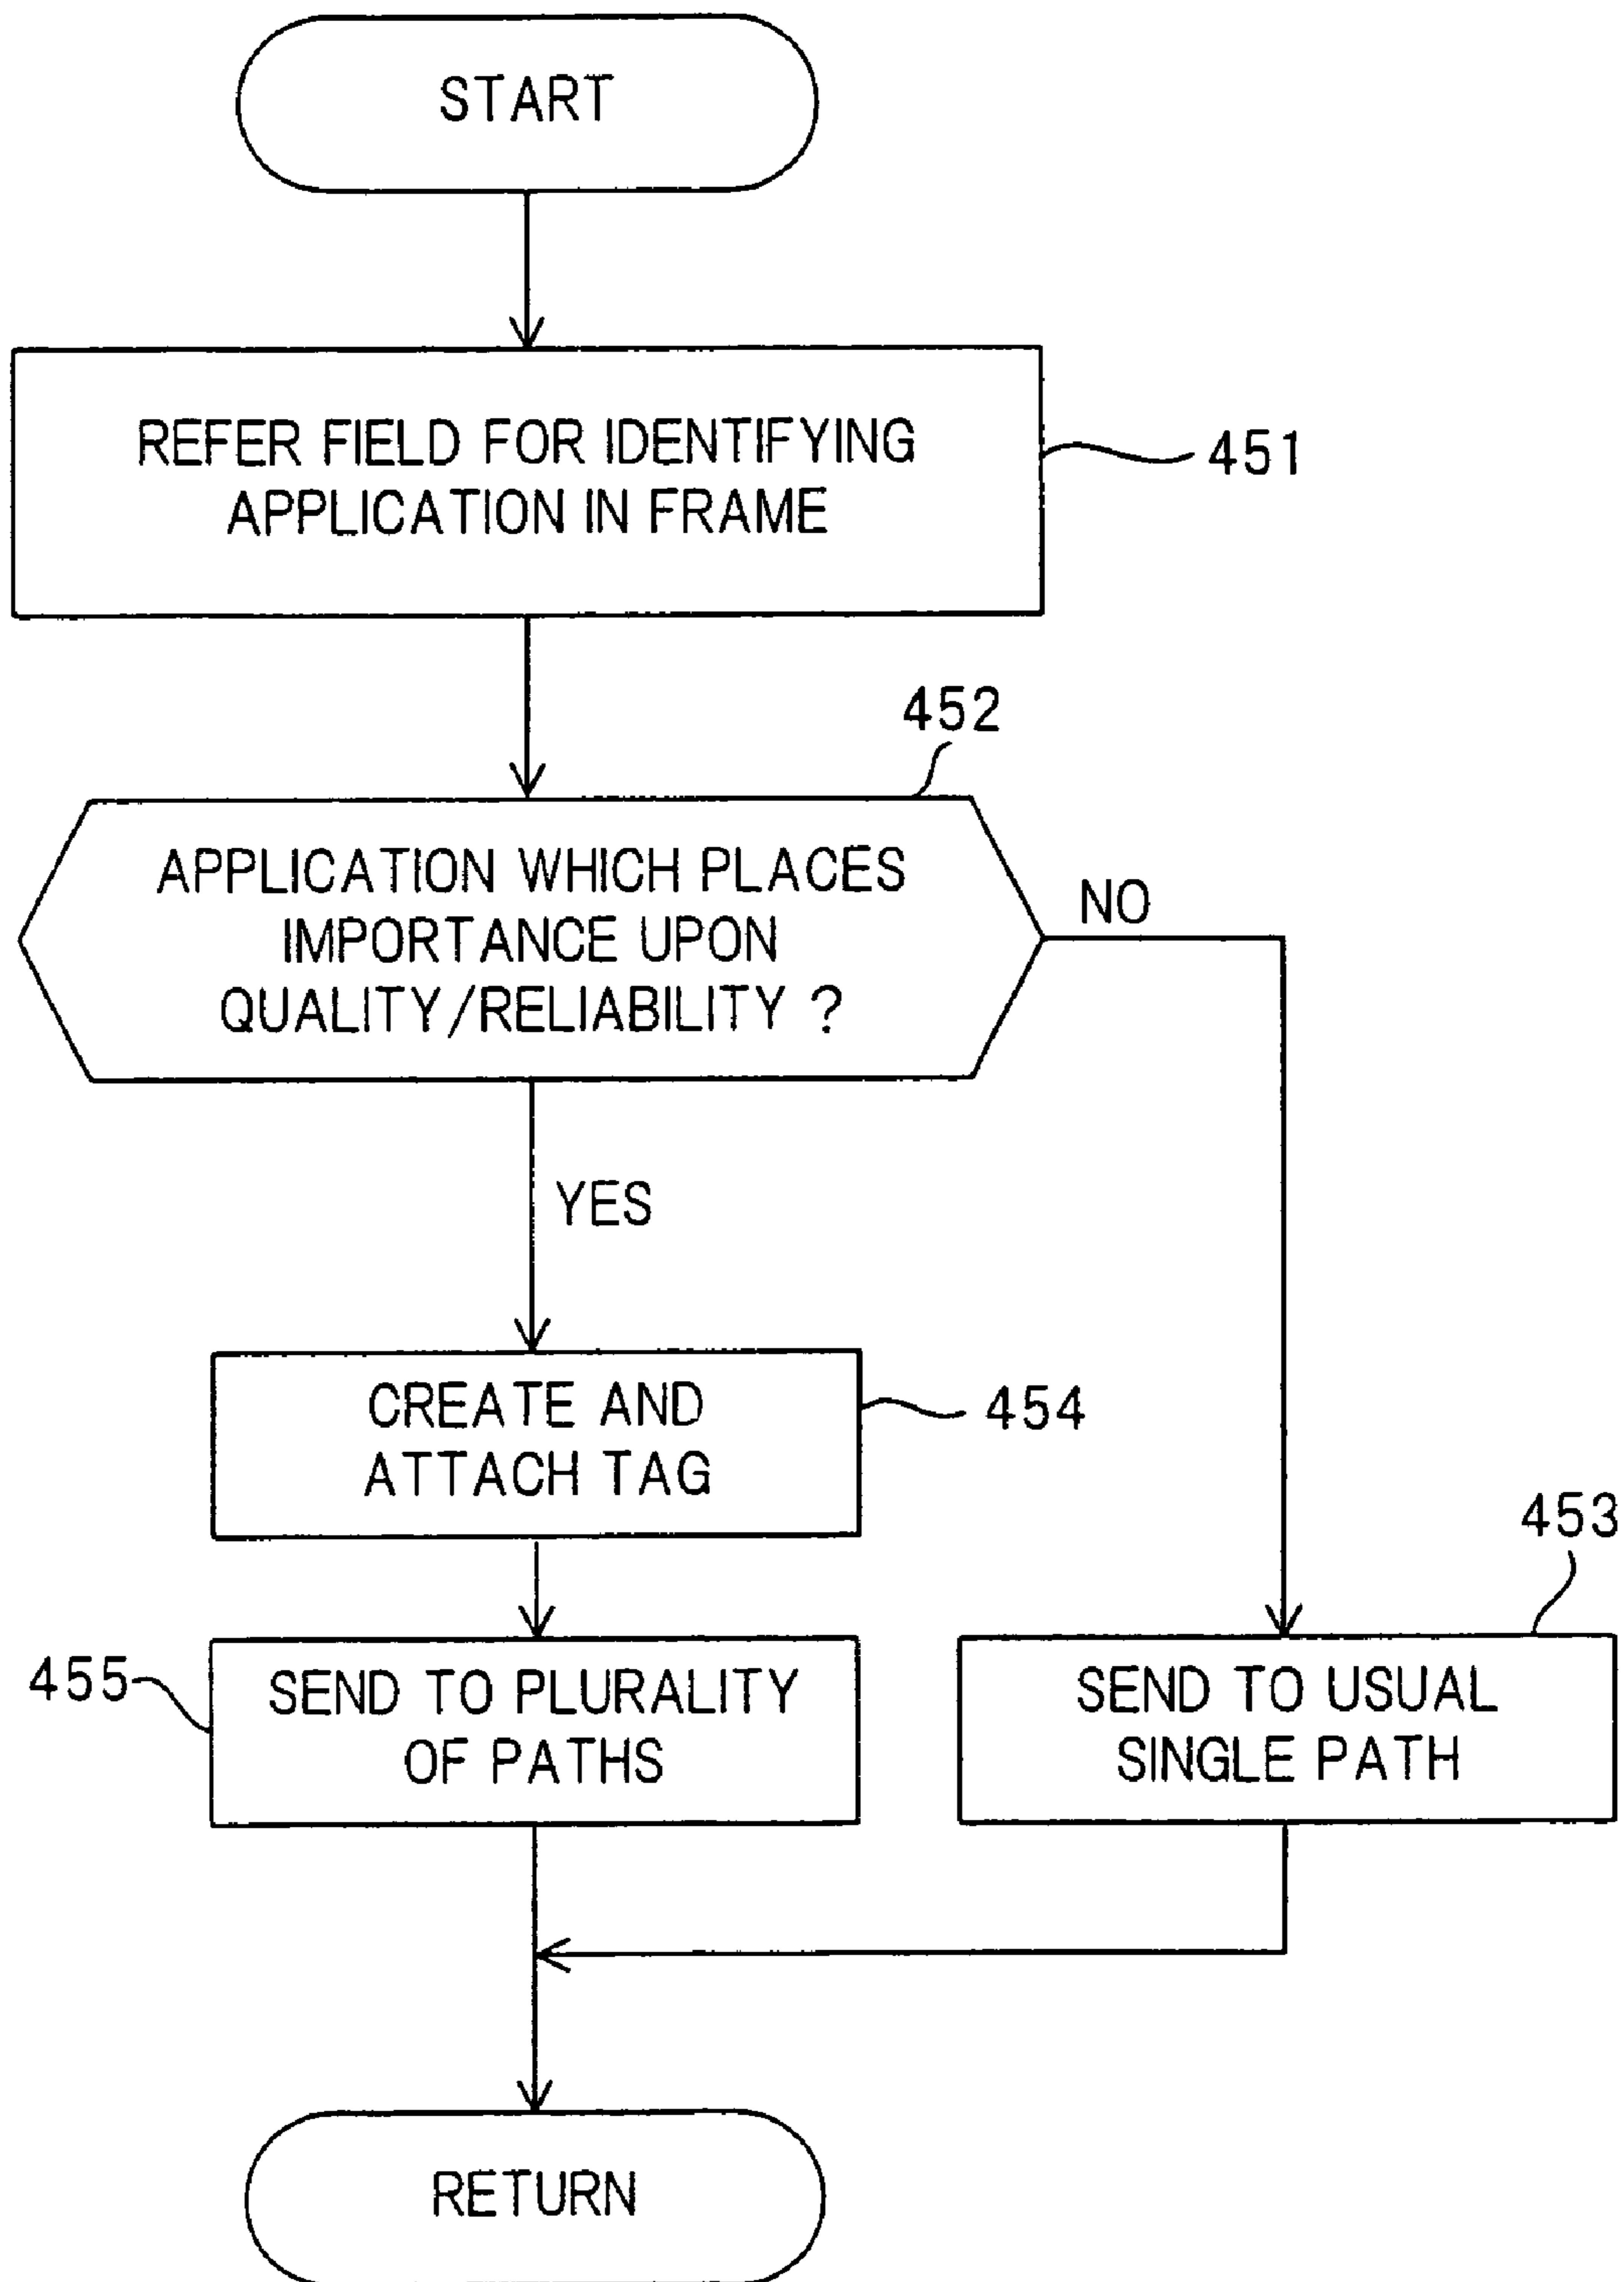 START
REFER FIELD FOR IDENTIFYING
APPLICATION IN FRAME
451
452
APPLICATION WHICH PLACES
IMPORTANCE UPON
QUALITY/RELIABILITY ?
NO
YES
CREATE AND
ATTACH TAG
454
453
455
SEND TO PLURALITY
OF PATHS
SEND TO USUAL
SINGLE PATH
RETURN